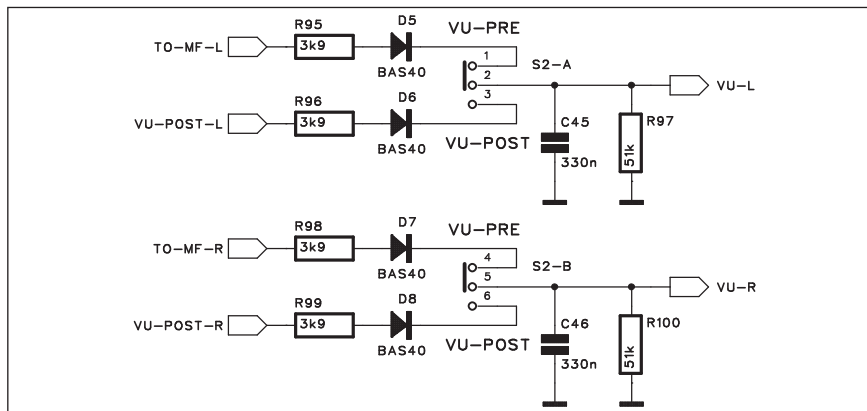 R95
3k9
TO-MF-L
D5
BAS40
VU-PRE
1
2
3
S2-A
VU-L
R96
3k9
VU-POST-L
D6
BAS40
VU-POST
C45
330n
R97
51k
R98
3k9
TO-MF-R
D7
BAS40
VU-PRE
4
5
6
S2-B
VU-R
R99
3k9
VU-POST-R
D8
BAS40
VU-POST
C46
330n
R100
51k